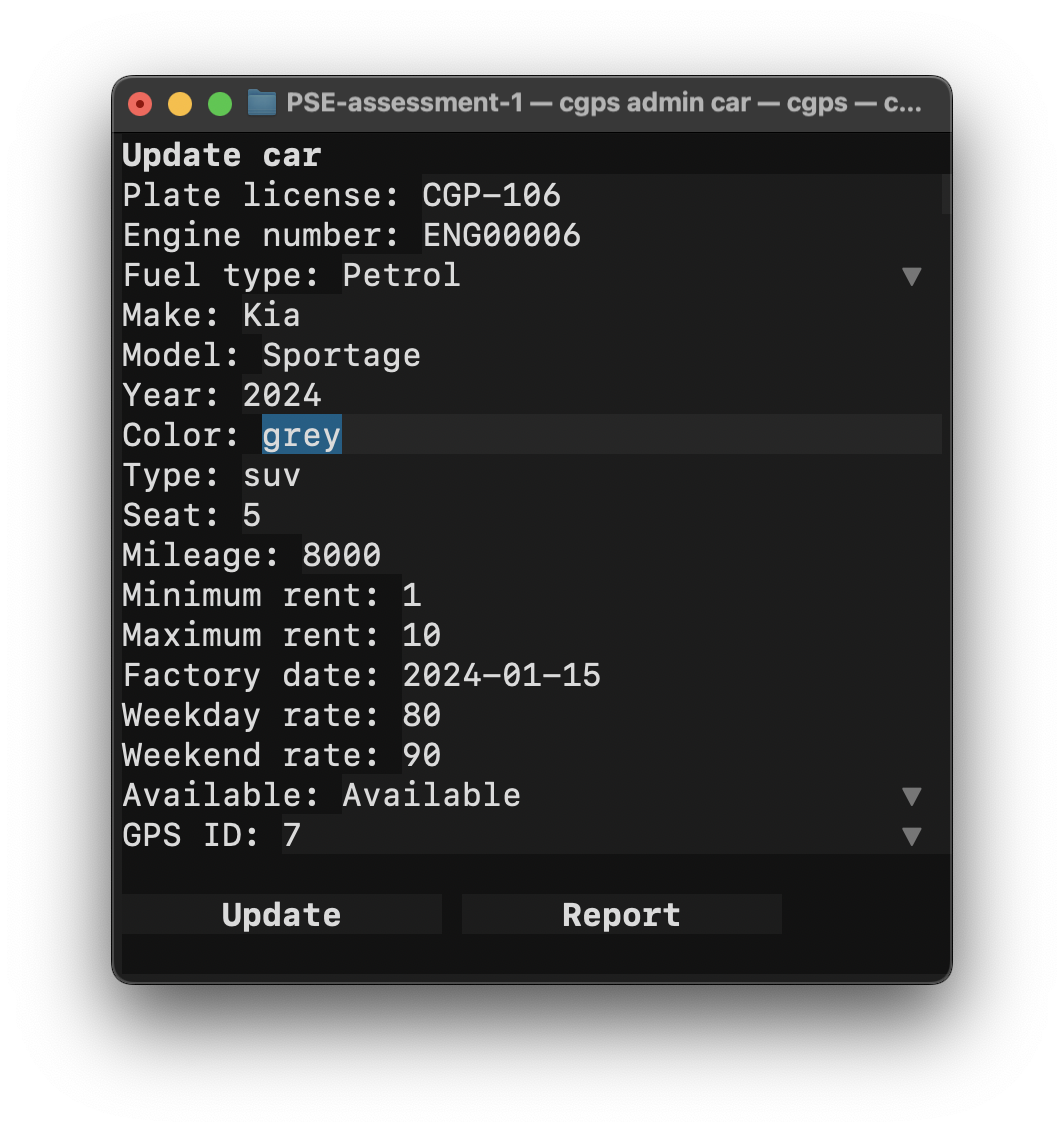 PSE-assessment-1 — cgps admin car — cgps — c...
Update car
Plate license: CGP-106
Engine number: ENG00006
Fuel type: Petrol ▼
Make: Kia
Model: Sportage
Year: 2024
Color: grey
Type: suv
Seat: 5
Mileage: 8000
Minimum rent: 1
Maximum rent: 10
Factory date: 2024-01-15
Weekday rate: 80
Weekend rate: 90
Available: Available ▼
GPS ID: 7 ▼
Update Report